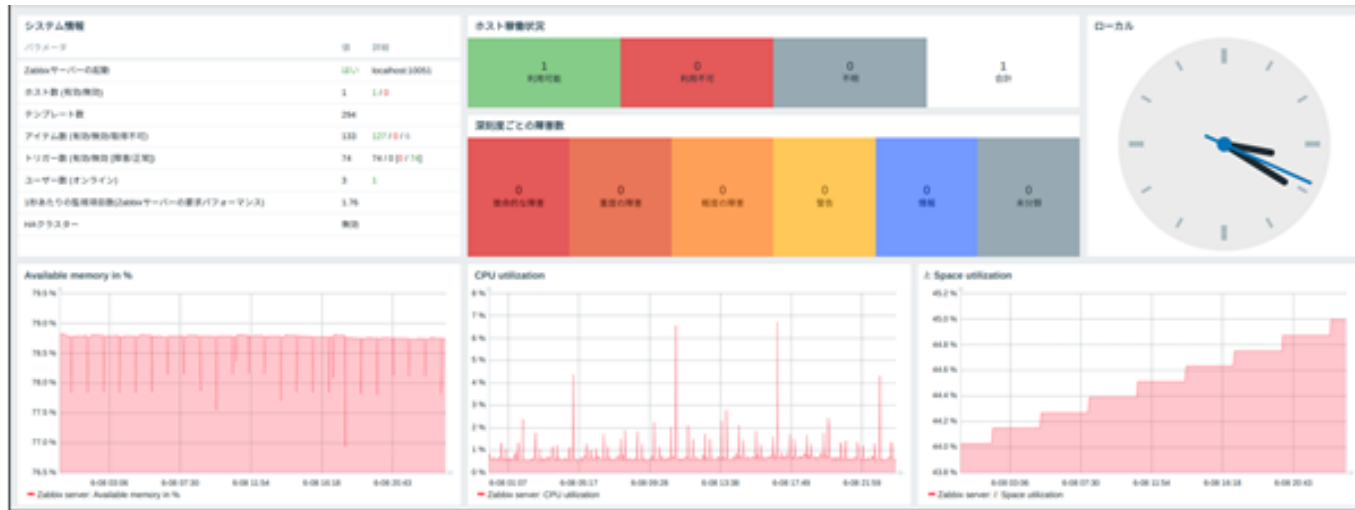 システム情報
パラメータ 値 詳細
Zabbixサーバーの起動 はい localhost:10051
ホスト数 (有効/無効) 1 1 / 0
テンプレート数 294
アイテム数 (有効/無効/取得不可) 133 127 / 0 / 6
トリガー数 (有効/無効 [障害/正常]) 74 74 / 0 [0 / 74]
ユーザー数 (オンライン) 3 1
1秒あたりの監視項目数(Zabbixサーバーの要求パフォーマンス) 1.76
HAクラスター 無効
ホスト稼働状況
1 0 0 1
利用可能 利用不可 不明 合計
深刻度ごとの障害数
0 0 0 0 0 0
致命的な障害 重度の障害 軽度の障害 警告 情報 未分類
ローカル
Available memory in %
79.5 %
79.0 %
78.5 %
78.0 %
77.5 %
77.0 %
76.5 %
6-08 03:06 6-08 07:30 6-08 11:54 6-08 16:18 6-08 20:43
Zabbix server: Available memory in %
CPU utilization
8 %
7 %
6 %
5 %
4 %
3 %
2 %
1 %
0 %
6-08 01:07 6-08 05:17 6-08 09:28 6-08 13:38 6-08 17:49 6-08 21:59
Zabbix server: CPU utilization
/: Space utilization
45.2 %
45.0 %
44.8 %
44.6 %
44.4 %
44.2 %
44.0 %
43.8 %
6-08 03:06 6-08 07:30 6-08 11:54 6-08 16:18 6-08 20:43
Zabbix server: /: Space utilization